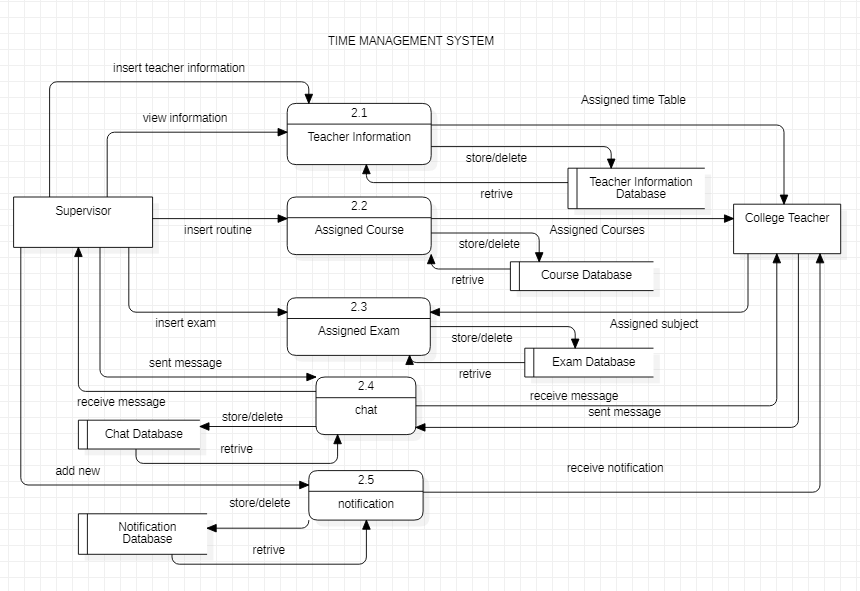 TIME MANAGEMENT SYSTEM
insert teacher information
2.1
Assigned time Table
view information
Teacher Information
store/delete
retrive
Teacher Information
Database
2.2
Supervisor
College Teacher
insert routine
Assigned Course
Assigned Courses
store/delete
retrive
Course Database
2.3
insert exam
Assigned Exam
Assigned subject
store/delete
retrive
Exam Database
sent message
2.4
receive message
receive message
chat
sent message
store/delete
Chat Database
retrive
add new
2.5
receive notification
store/delete
notification
Notification
Database
retrive